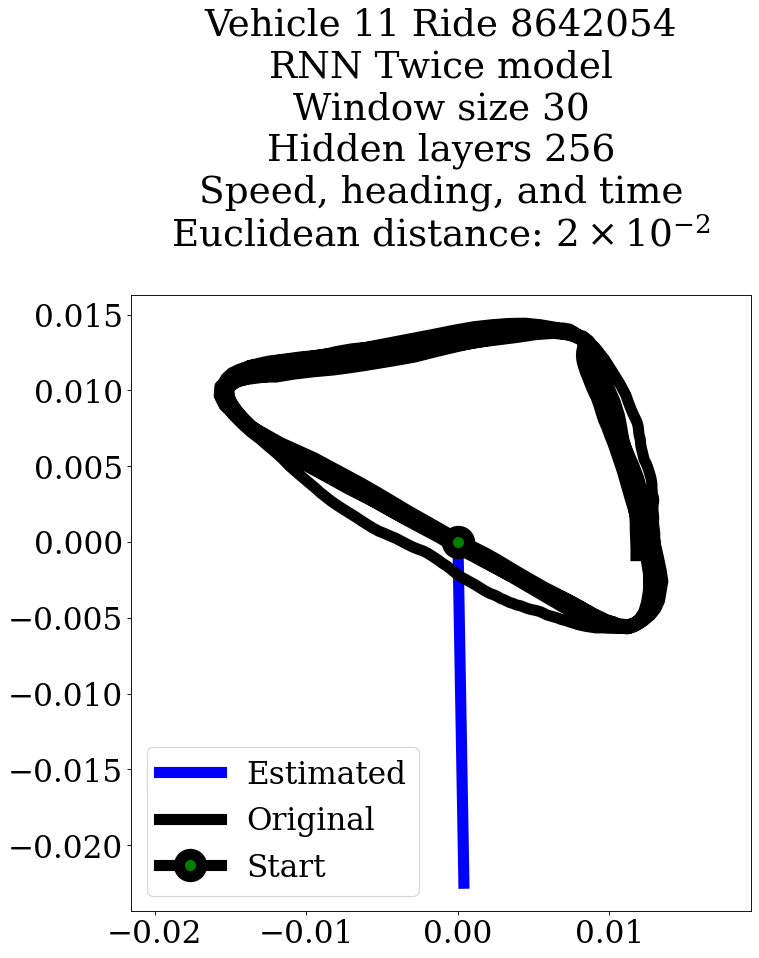 Vehicle 11 Ride 8642054
RNN Twice model
Window size 30
Hidden layers 256
Speed, heading, and time
Euclidean distance: 2 × 10⁻²
0.015
0.010
0.005
0.000
−0.005
−0.010
−0.015
−0.020
Estimated
Original
Start
−0.02
−0.01
0.00
0.01